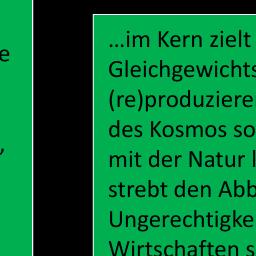 e
,
…im Kern zielt
Gleichgewichts
(re)produziere
des Kosmos so
mit der Natur l
strebt den Abb
Ungerechtigke
Wirtschaften s